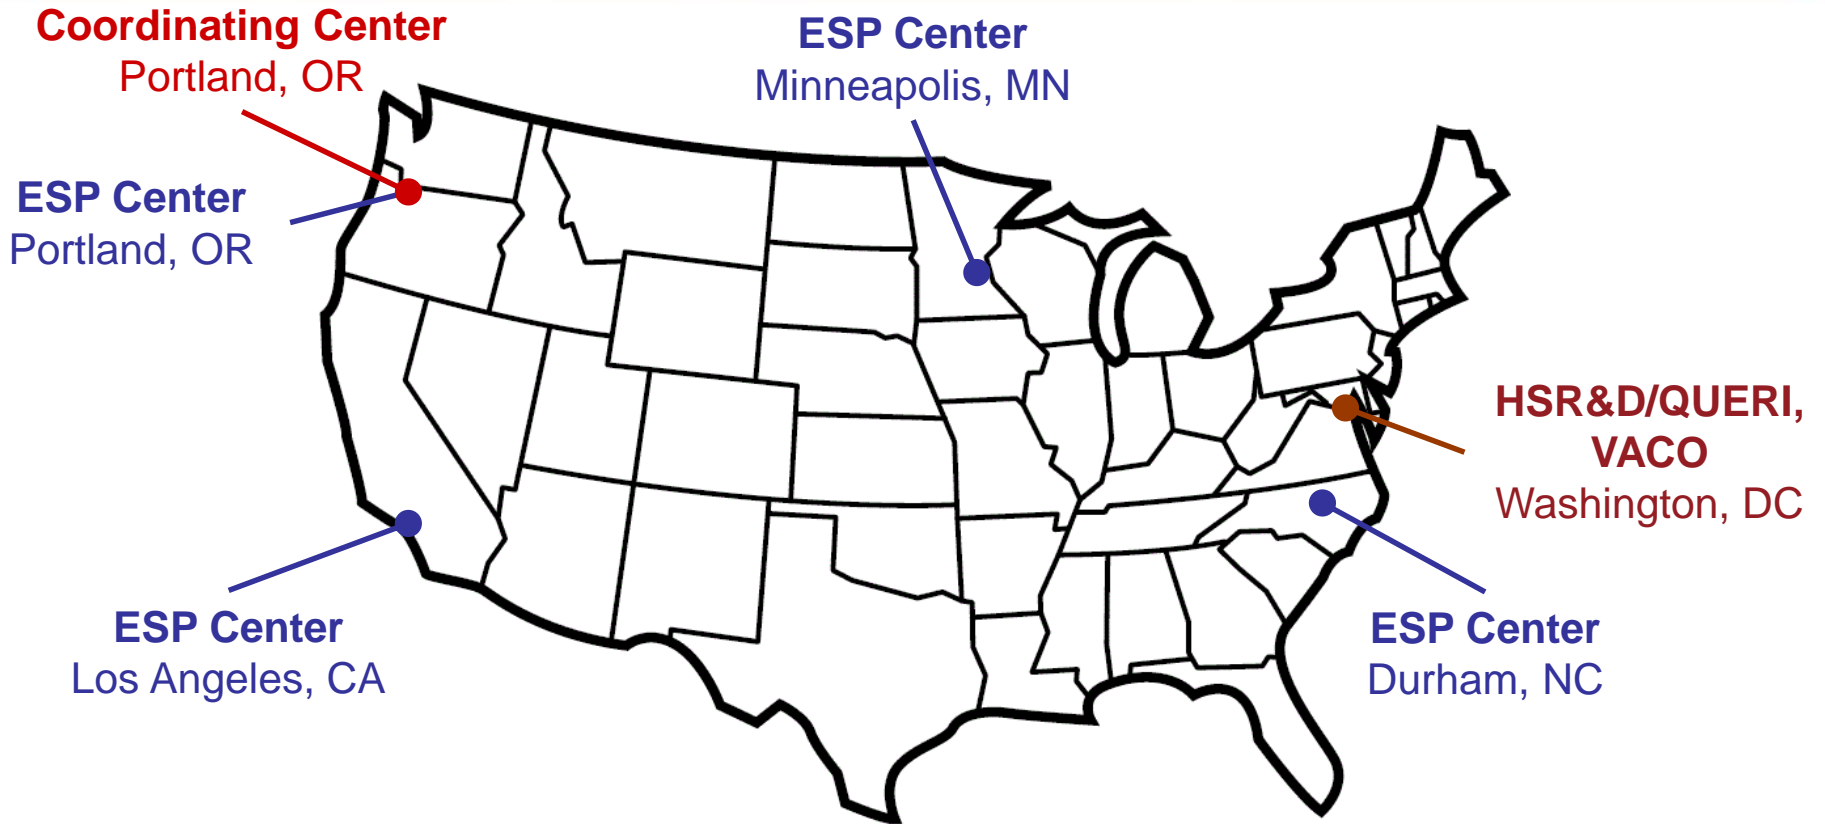 Coordinating Center
Portland, OR
ESP Center
Minneapolis, MN
ESP Center
Portland, OR
HSR&D/QUERI,
VACO
Washington, DC
ESP Center
Los Angeles, CA
ESP Center
Durham, NC